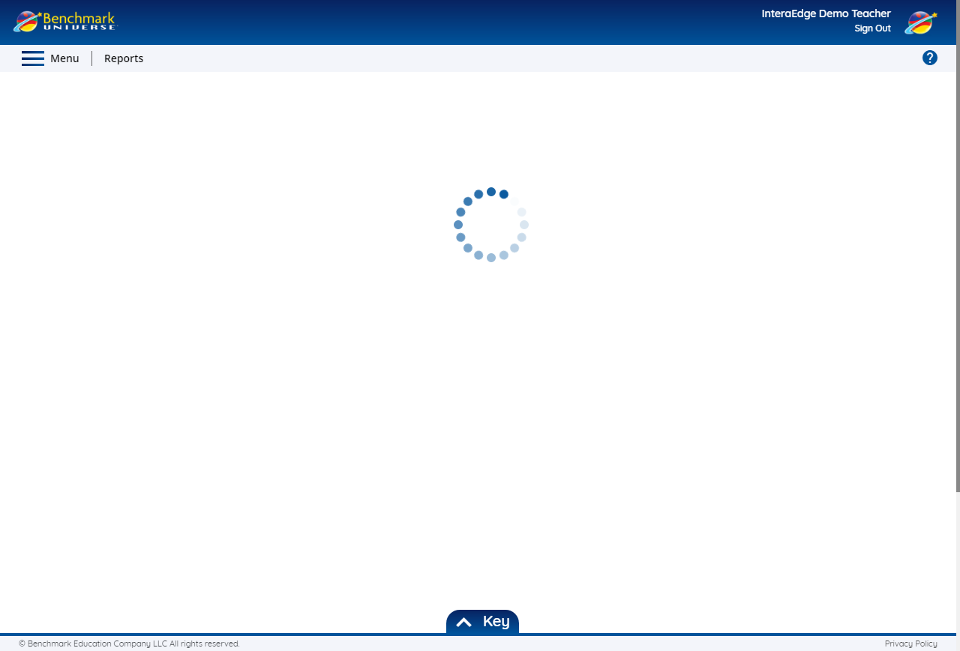 Benchmark
UNIVERSE
InteraEdge Demo Teacher
Sign Out
Menu
Reports
?
Key
© Benchmark Education Company LLC All rights reserved.
Privacy Policy